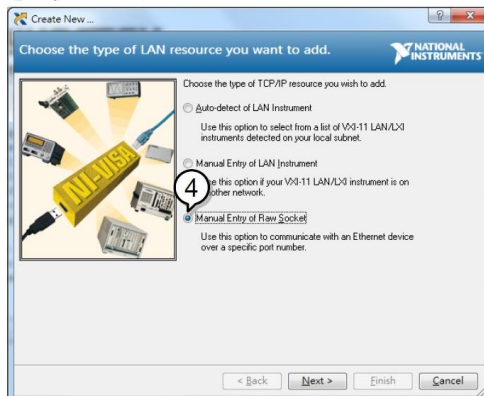 Create New ...
Choose the type of LAN resource you want to add.
NATIONAL
INSTRUMENTS
Choose the type of TCP/IP resource you wish to add.
Auto-detect of LAN Instrument
Use this option to select from a list of VXI-11 LAN/LXI
instruments detected on your local subnet.
Manual Entry of LAN Instrument
this option if your VXI-11 LAN/LXI instrument is on
other network.
4
Manual Entry of Raw Socket
Use this option to communicate with an Ethernet device
over a specific port number.
NI-VISA
< Back
Next >
Finish
Cancel